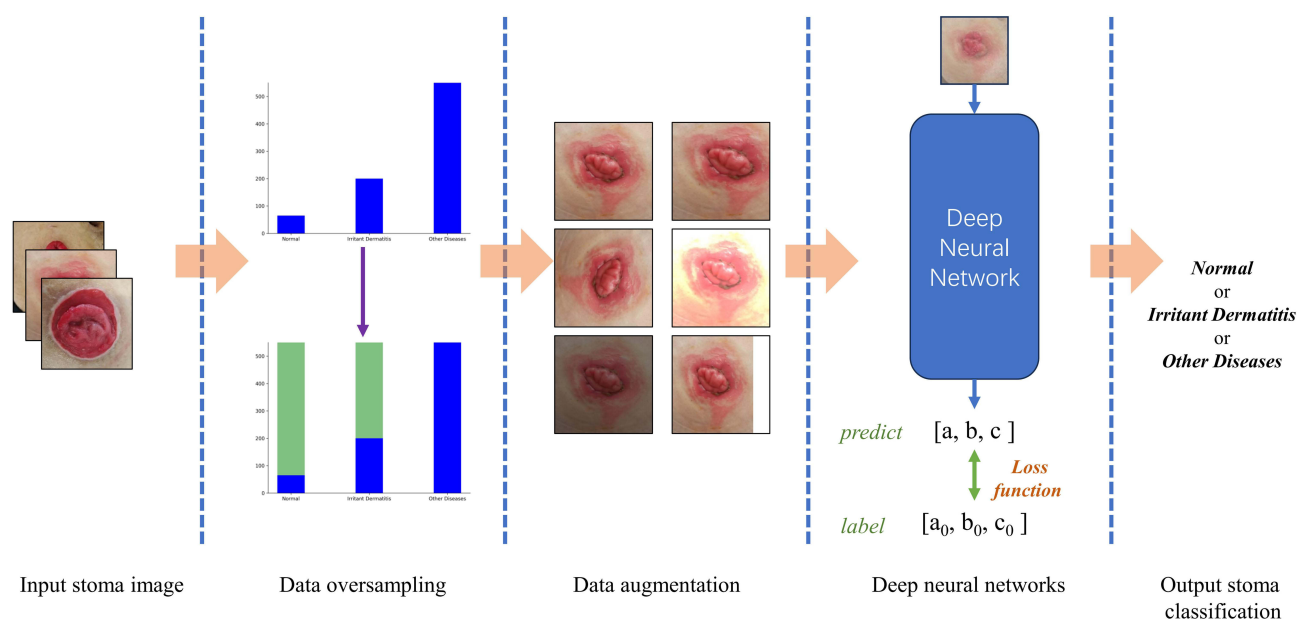 500
400
300
200
100
0
Normal
Irritant Dermatitis
Other Diseases
500
400
300
200
100
0
Normal
Irritant Dermatitis
Other Diseases
Deep
Neural
Network
predict [a, b, c ]
Loss
function
label [a₀, b₀, c₀ ]
Normal
or
Irritant Dermatitis
or
Other Diseases
Input stoma image
Data oversampling
Data augmentation
Deep neural networks
Output stoma
classification